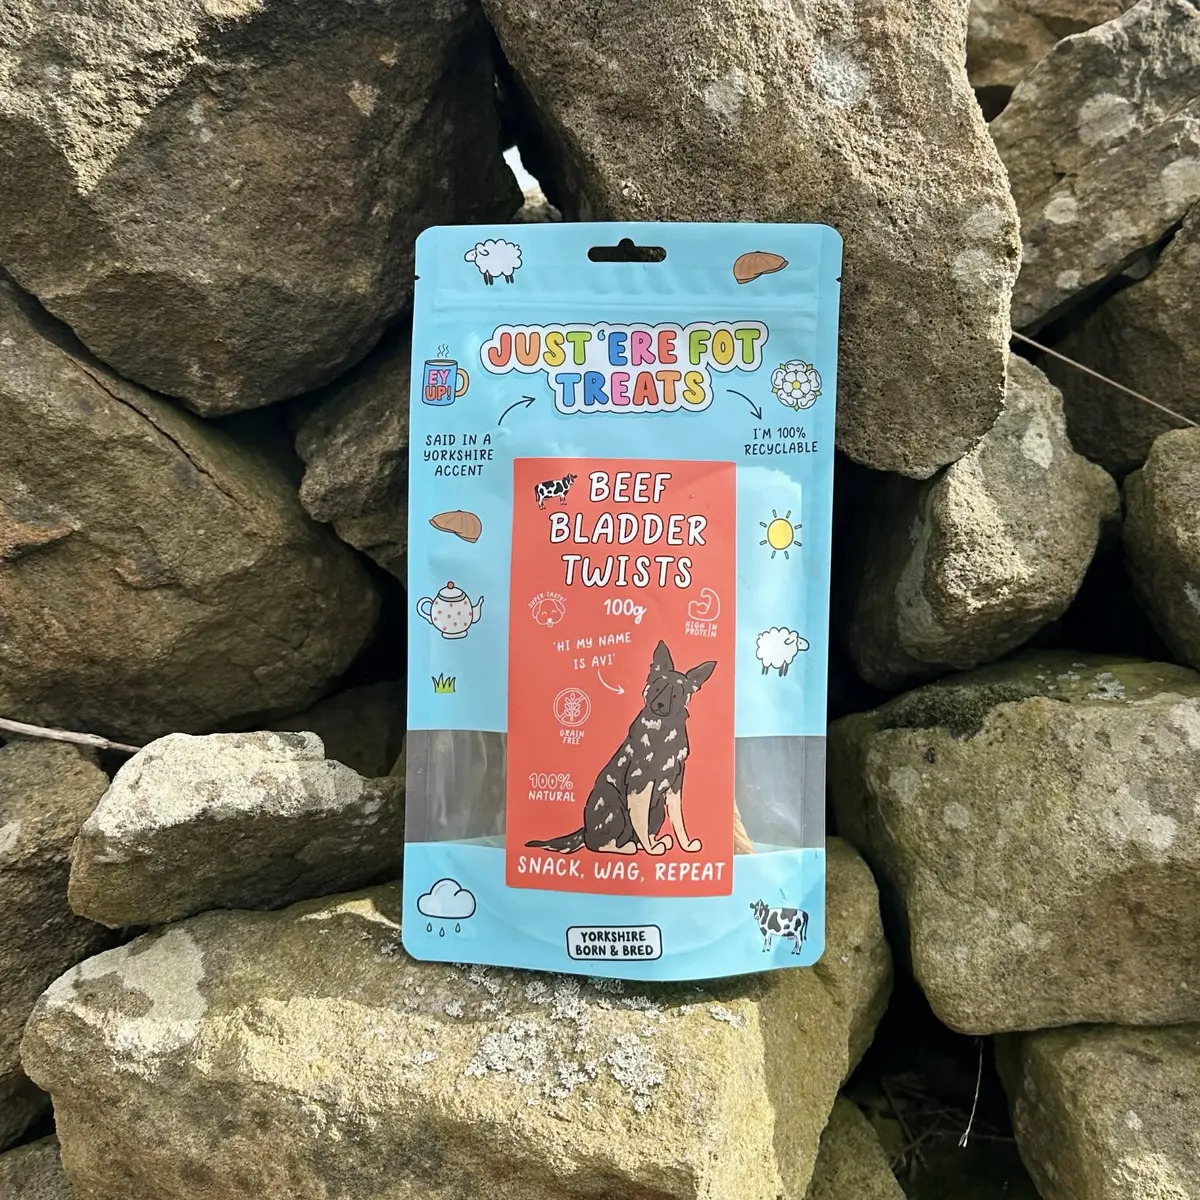 JUST 'ERE FOT
TREATS
EY
UP!
SAID IN A
YORKSHIRE
ACCENT
I'M 100%
RECYCLABLE
BEEF
BLADDER
TWISTS
100g
SUPER TASTY!
HIGH IN
PROTEIN
'HI MY NAME
IS AVI'
GRAIN
FREE
100%
NATURAL
SNACK, WAG, REPEAT
YORKSHIRE
BORN & BRED